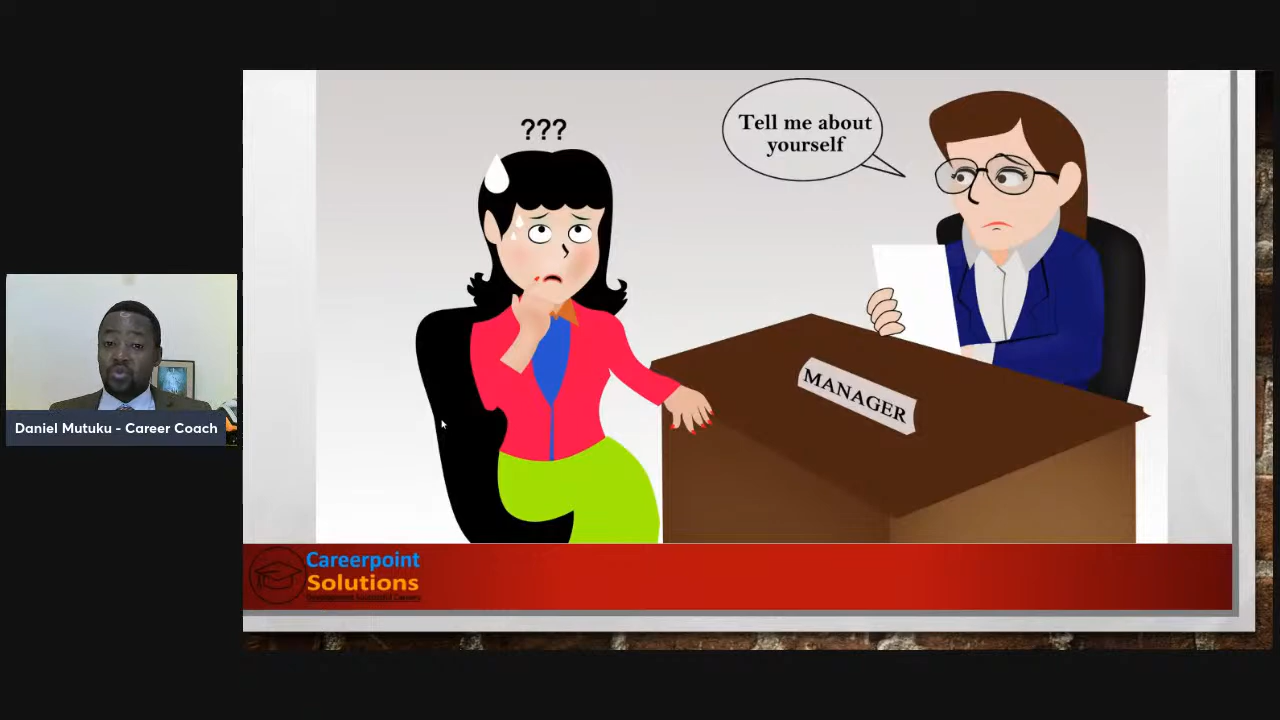 ???
Tell me about
yourself
MANAGER
Daniel Mutuku - Career Coach
Careerpoint
Solutions